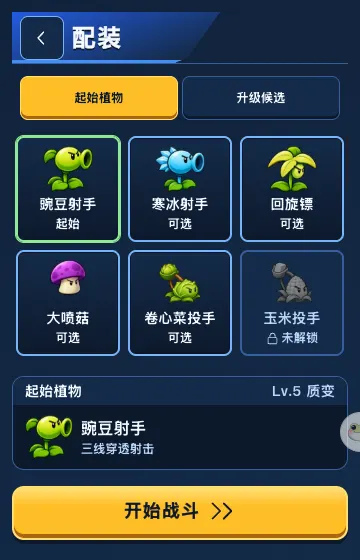 配装
起始植物
升级候选
豌豆射手
起始
寒冰射手
可选
回旋镖
可选
大喷菇
可选
卷心菜投手
可选
玉米投手
未解锁
起始植物
Lv.5 质变
豌豆射手
三线穿透射击
开始战斗